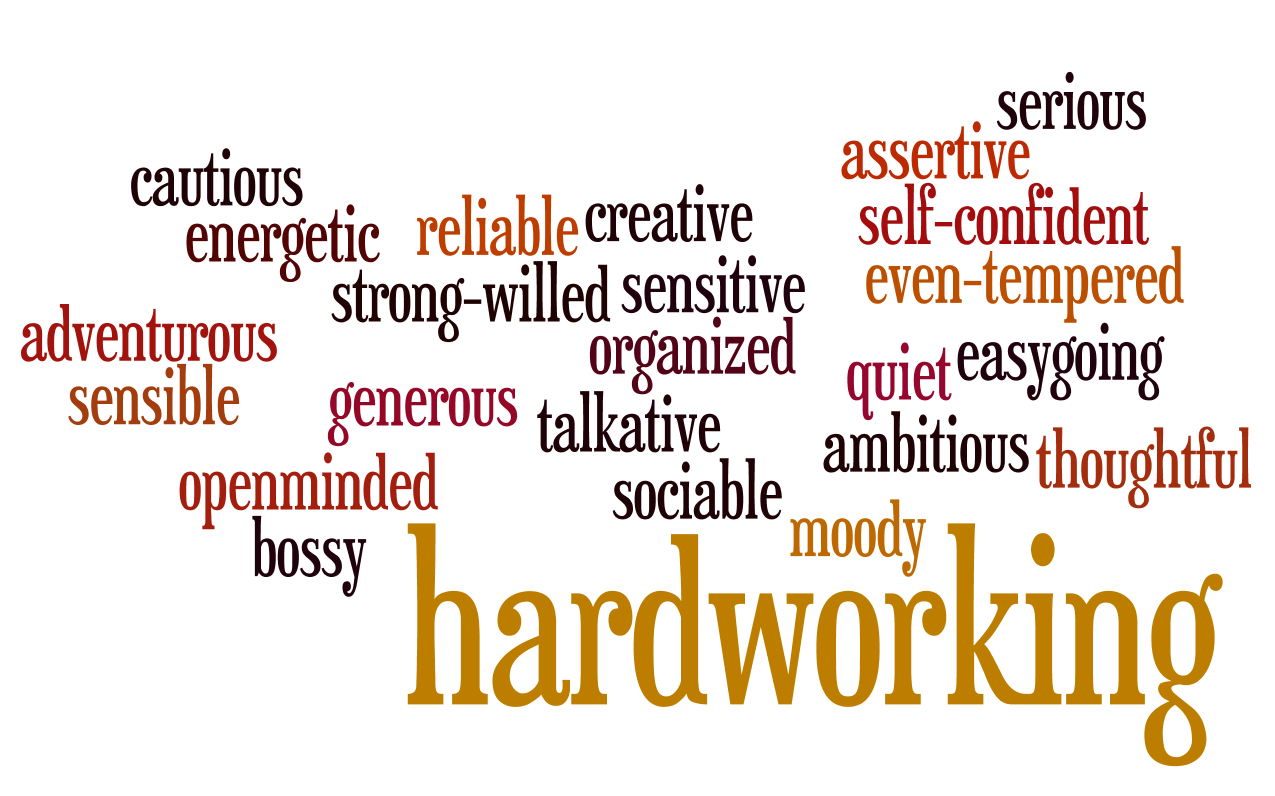 serious
assertive
cautious
self-confident
creative
reliable
energetic
even-tempered
sensitive
strong-willed
adventurous
organized
easygoing
quiet
sensible
generous
talkative
ambitious
thoughtful
openminded
sociable
moody
bossy
hardworking